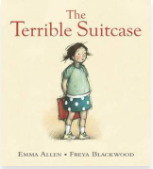 The
Terrible Suitcase
EMMA ALLEN • FREYA BLACKWOOD